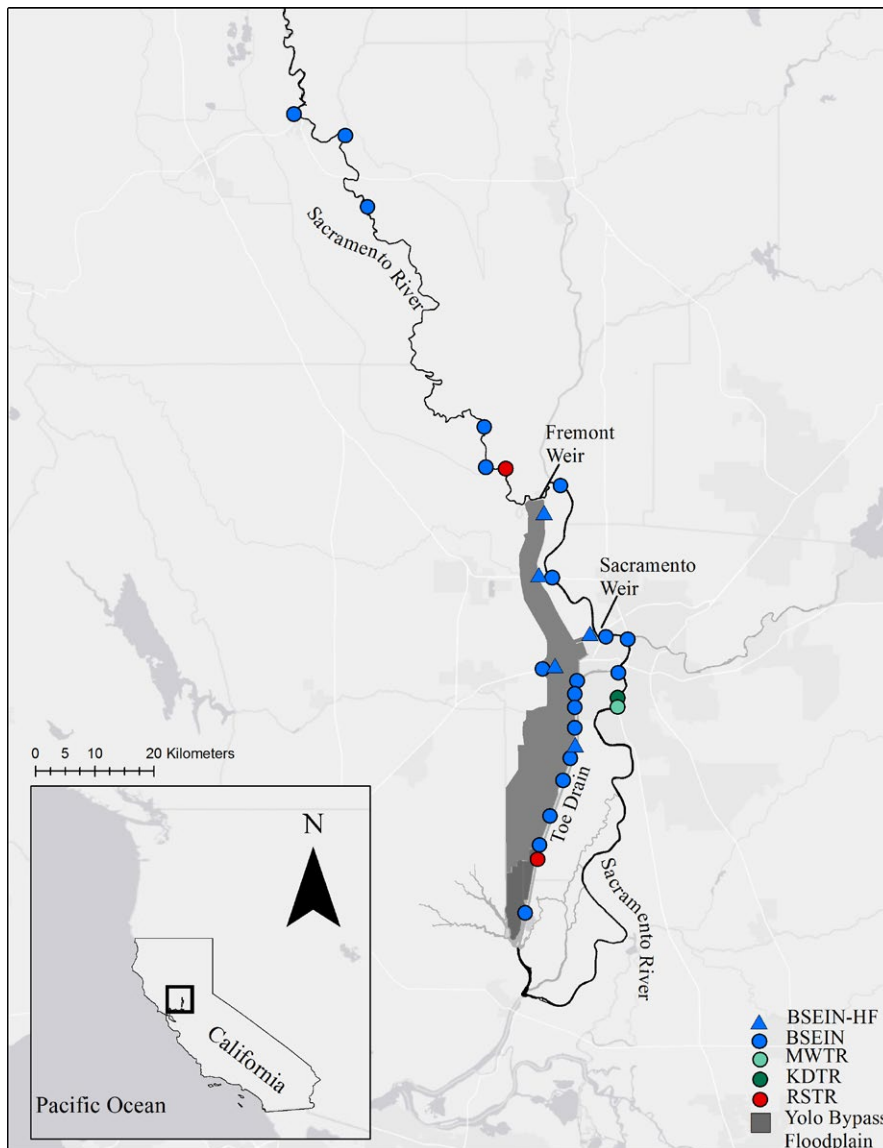 Sacramento River
Fremont
Weir
Sacramento
Weir
0 5 10 20 Kilometers
Toe Drain
Sacramento River
N
California
Pacific Ocean
BSEIN-HF
BSEIN
MWTR
KDTR
RSTR
Yolo Bypass
Floodplain